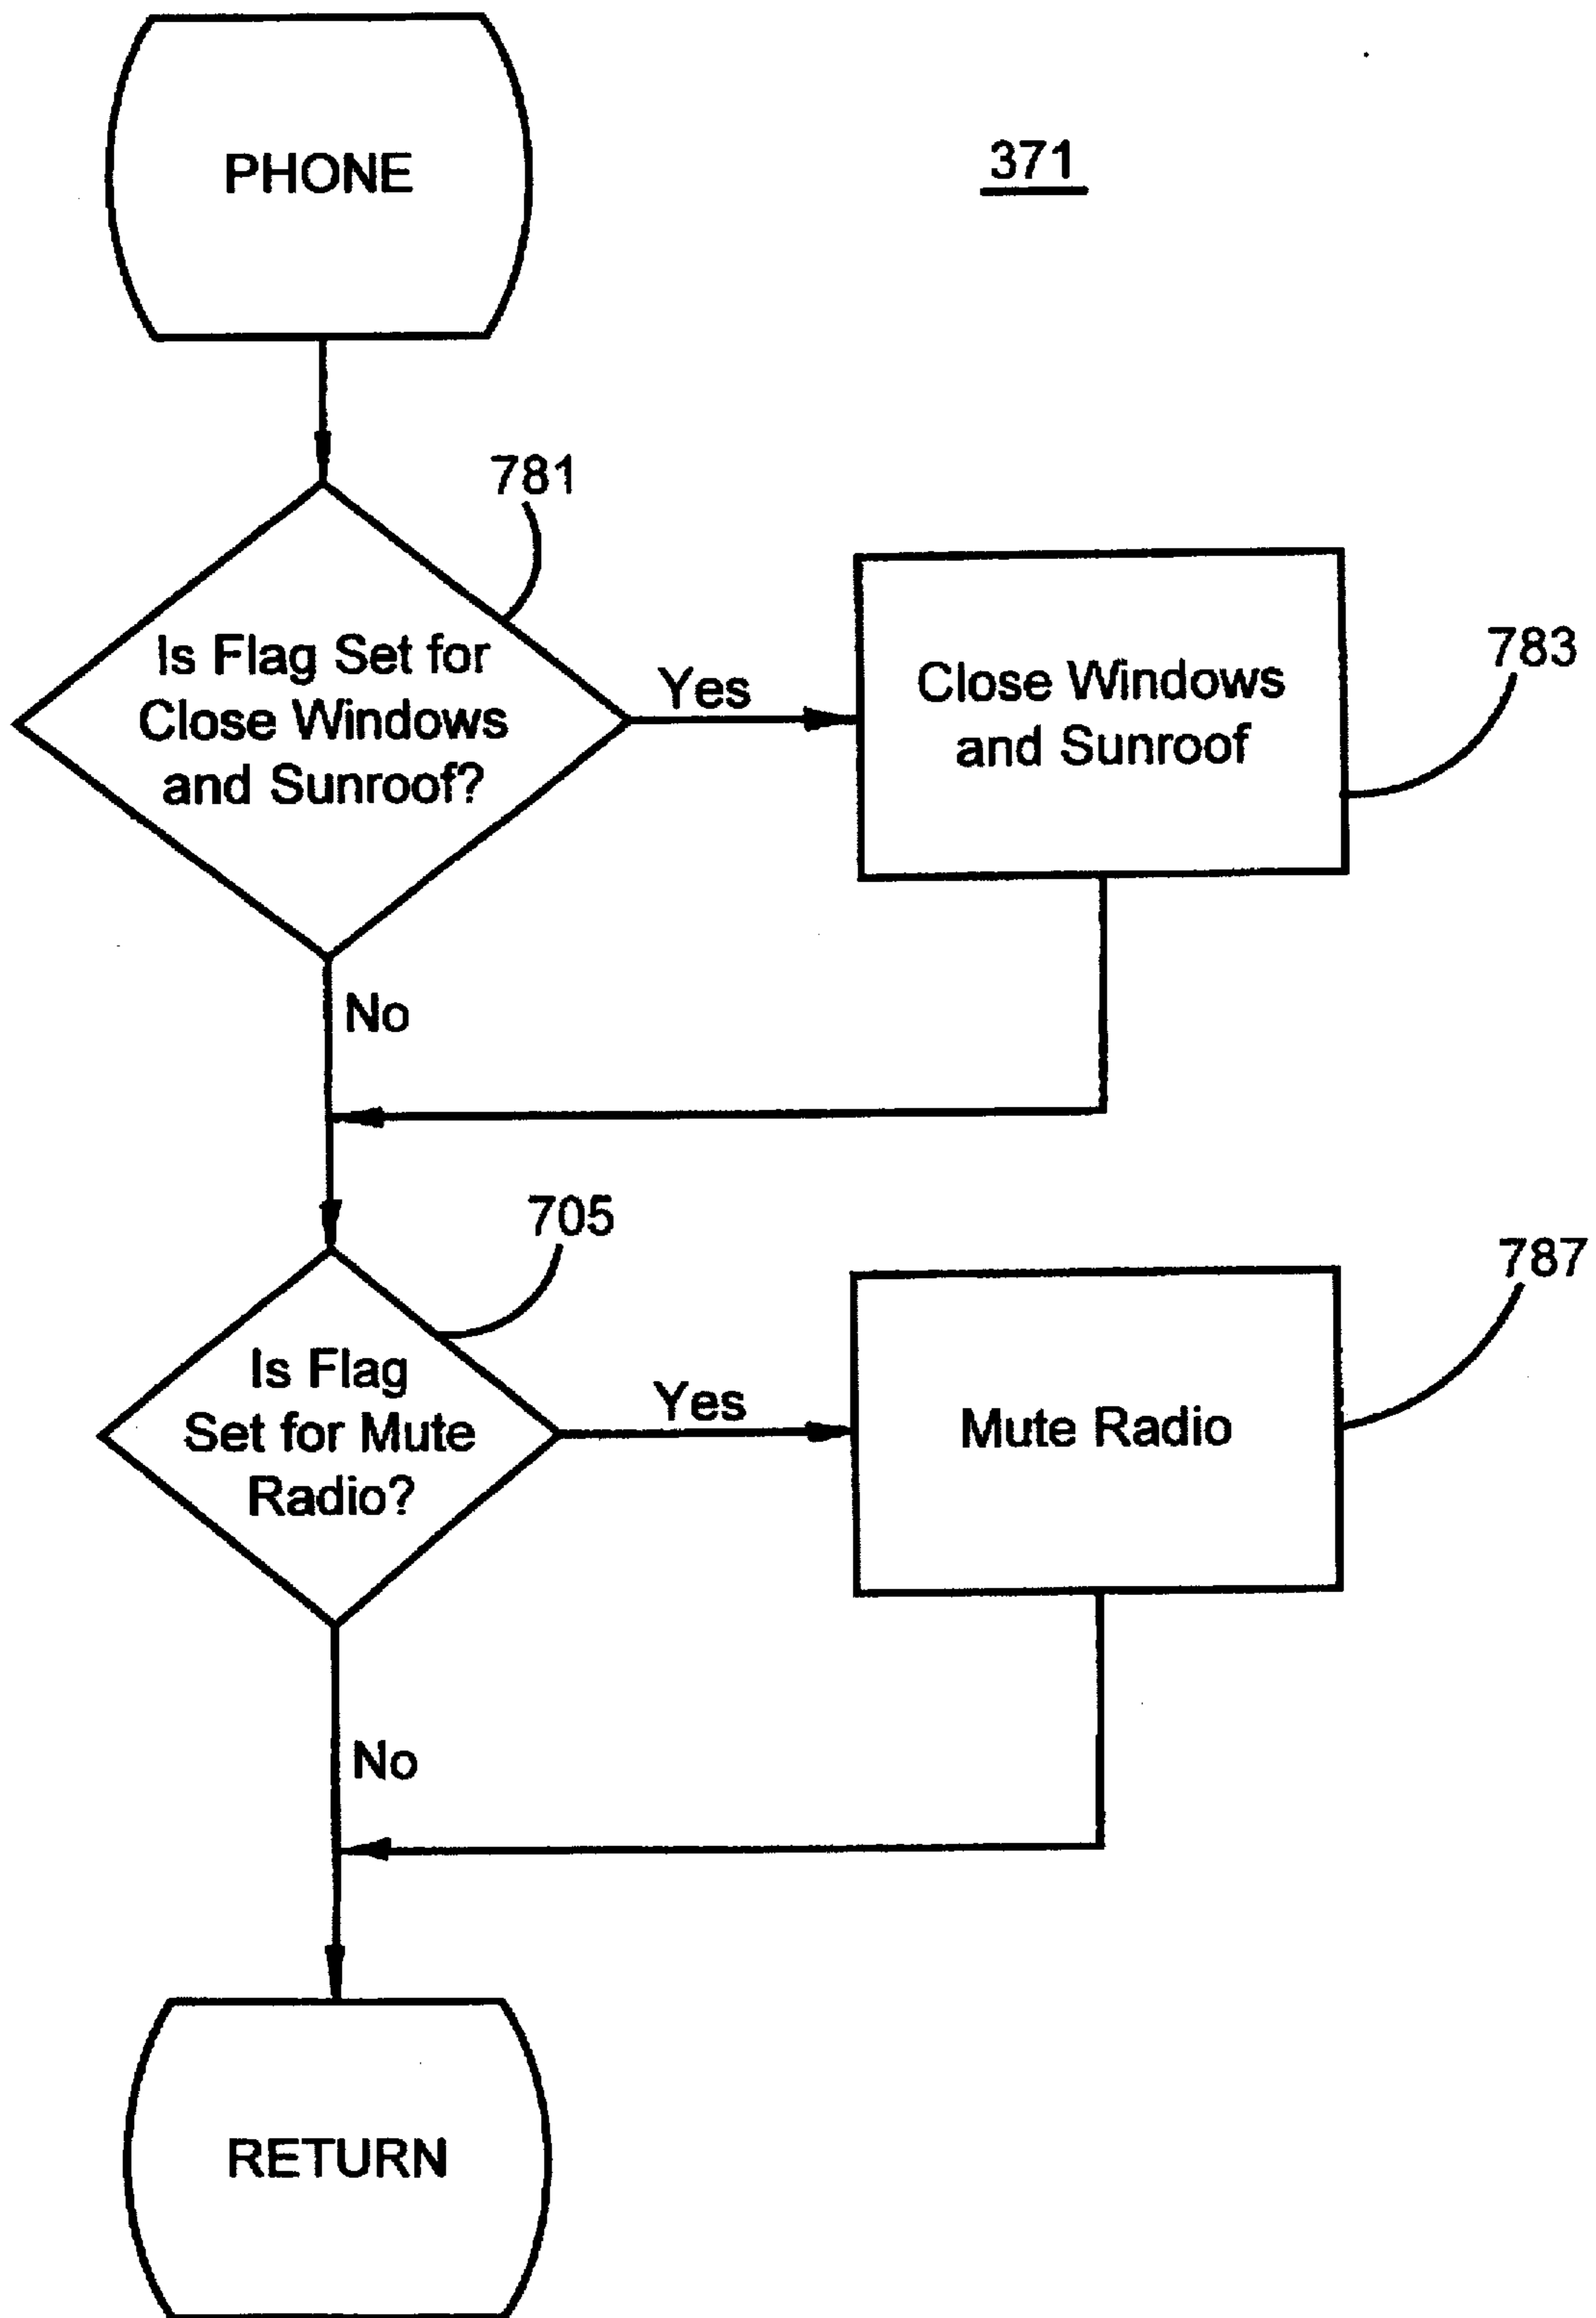 PHONE
371
781
Is Flag Set for
Close Windows
and Sunroof?
Yes
Close Windows
and Sunroof
783
No
705
Is Flag
Set for Mute
Radio?
Yes
Mute Radio
787
No
RETURN